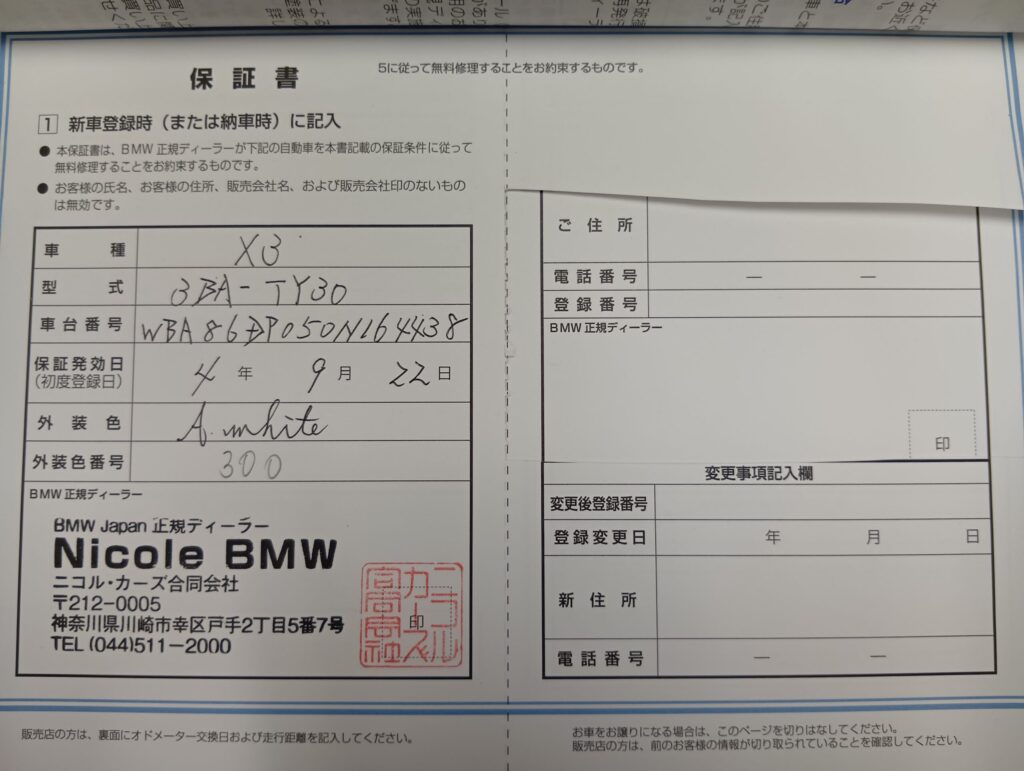 保証書
5に従って無料修理することをお約束するものです。
1 新車登録時（または納車時）に記入
● 本保証書は、BMW 正規ディーラーが下記の自動車を本書記載の保証条件に従って
無料修理することをお約束するものです。
● お客様の氏名、お客様の住所、販売会社名、および販売会社印のないもの
は無効です。
車種 X3
型式 3BA-TY30
車台番号 WBA86DP050N164438
保証発効日 4年 9月 22日
(初度登録日)
外装色 A.white
外装色番号 300
BMW 正規ディーラー
BMW Japan 正規ディーラー
Nicole BMW
ニコル・カーズ合同会社
〒212-0005
神奈川県川崎市幸区戸手2丁目5番7号
TEL (044)511-2000
印
ご住所
電話番号 — —
登録番号
BMW 正規ディーラー
印
変更事項記入欄
変更後登録番号
登録変更日 年 月 日
新住所
電話番号 — —
販売店の方は、裏面にオドメーター交換日および走行距離を記入してください。
お車をお譲りになる場合は、このページを切りはなしてください。
販売店の方は、前のお客様の情報が切り取られていることを確認してください。